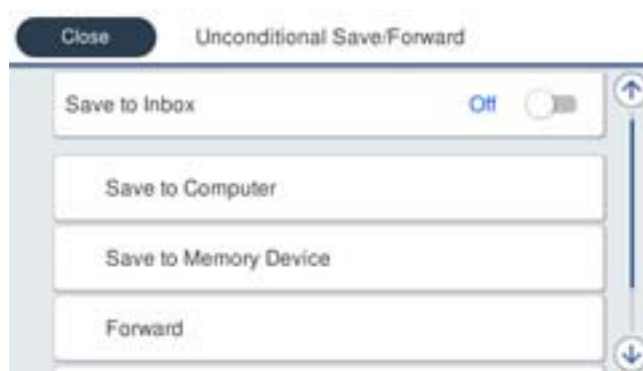 Close Unconditional Save/Forward
Save to Inbox Off
Save to Computer
Save to Memory Device
Forward